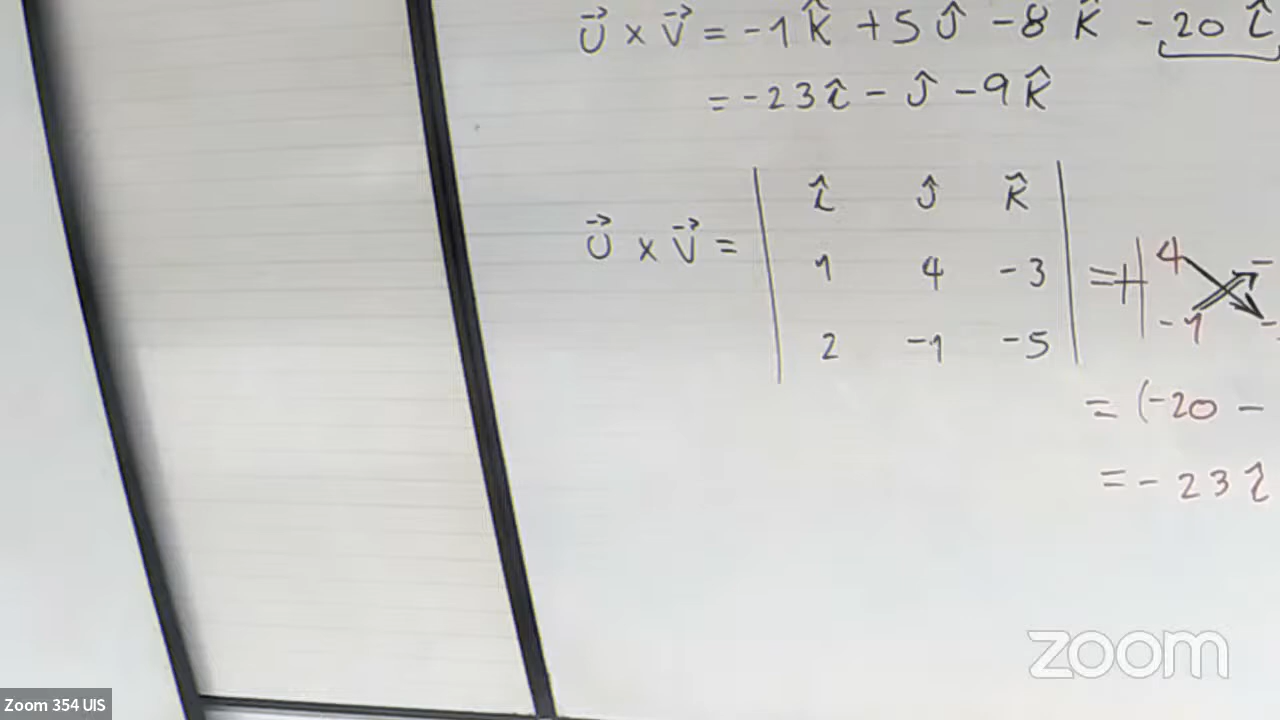 U⃗ × V⃗ = -1 k̂ + 5 ĵ - 8 k̂ - 20 î
= -23 î - ĵ - 9 k̂
î ĵ k̂
U⃗ × V⃗ = 1 4 -3 = + | 4 -
2 -1 -5 -1 -
= (-20 -
= -23 î
zoom
Zoom 354 UIS